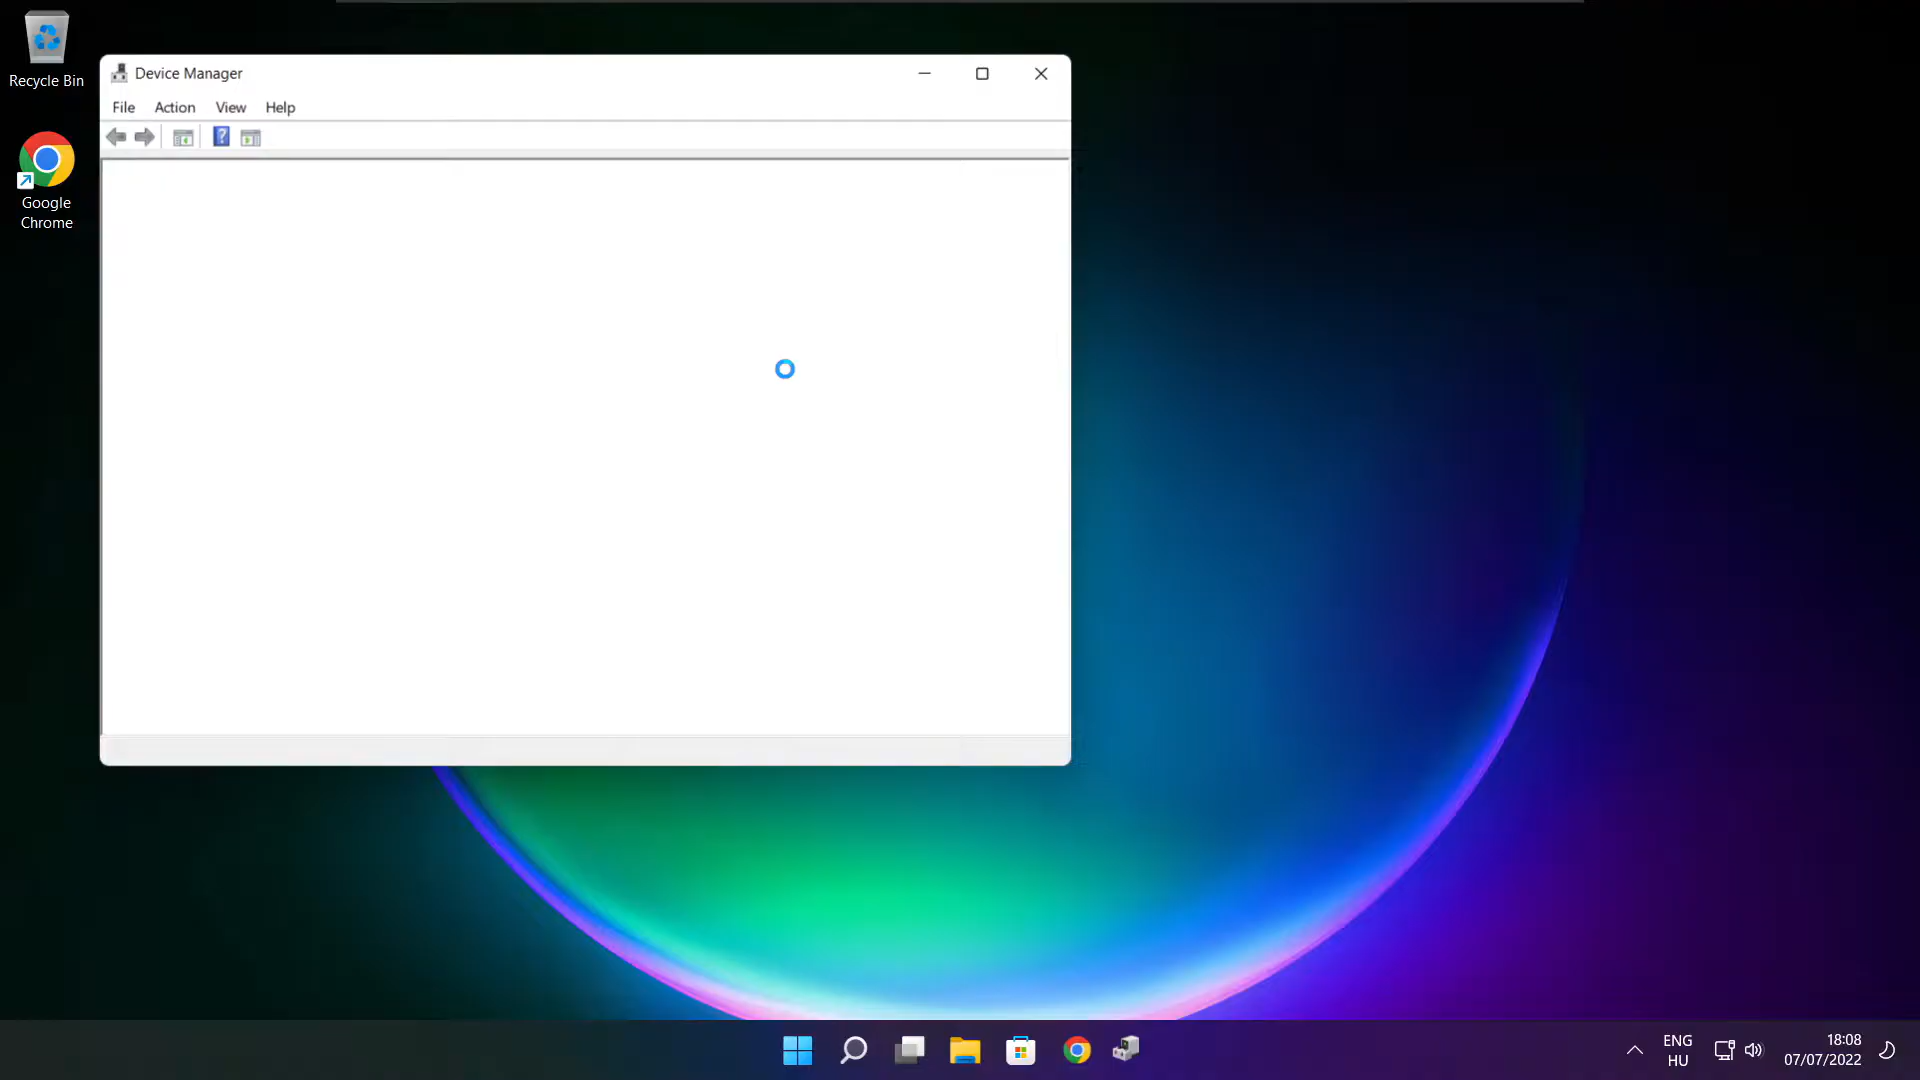 Recycle Bin
Google
Chrome
Device Manager
File Action View Help
?
ENG
HU
18:08
07/07/2022